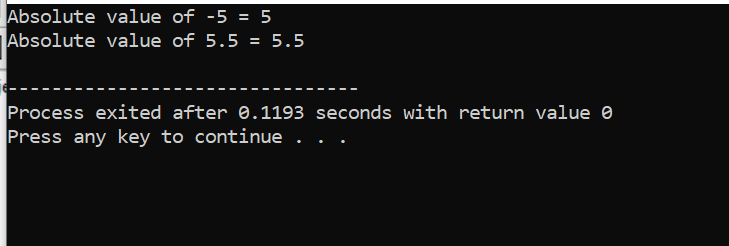 Absolute value of -5 = 5
Absolute value of 5.5 = 5.5
--------------------------------
Process exited after 0.1193 seconds with return value 0
Press any key to continue . . .